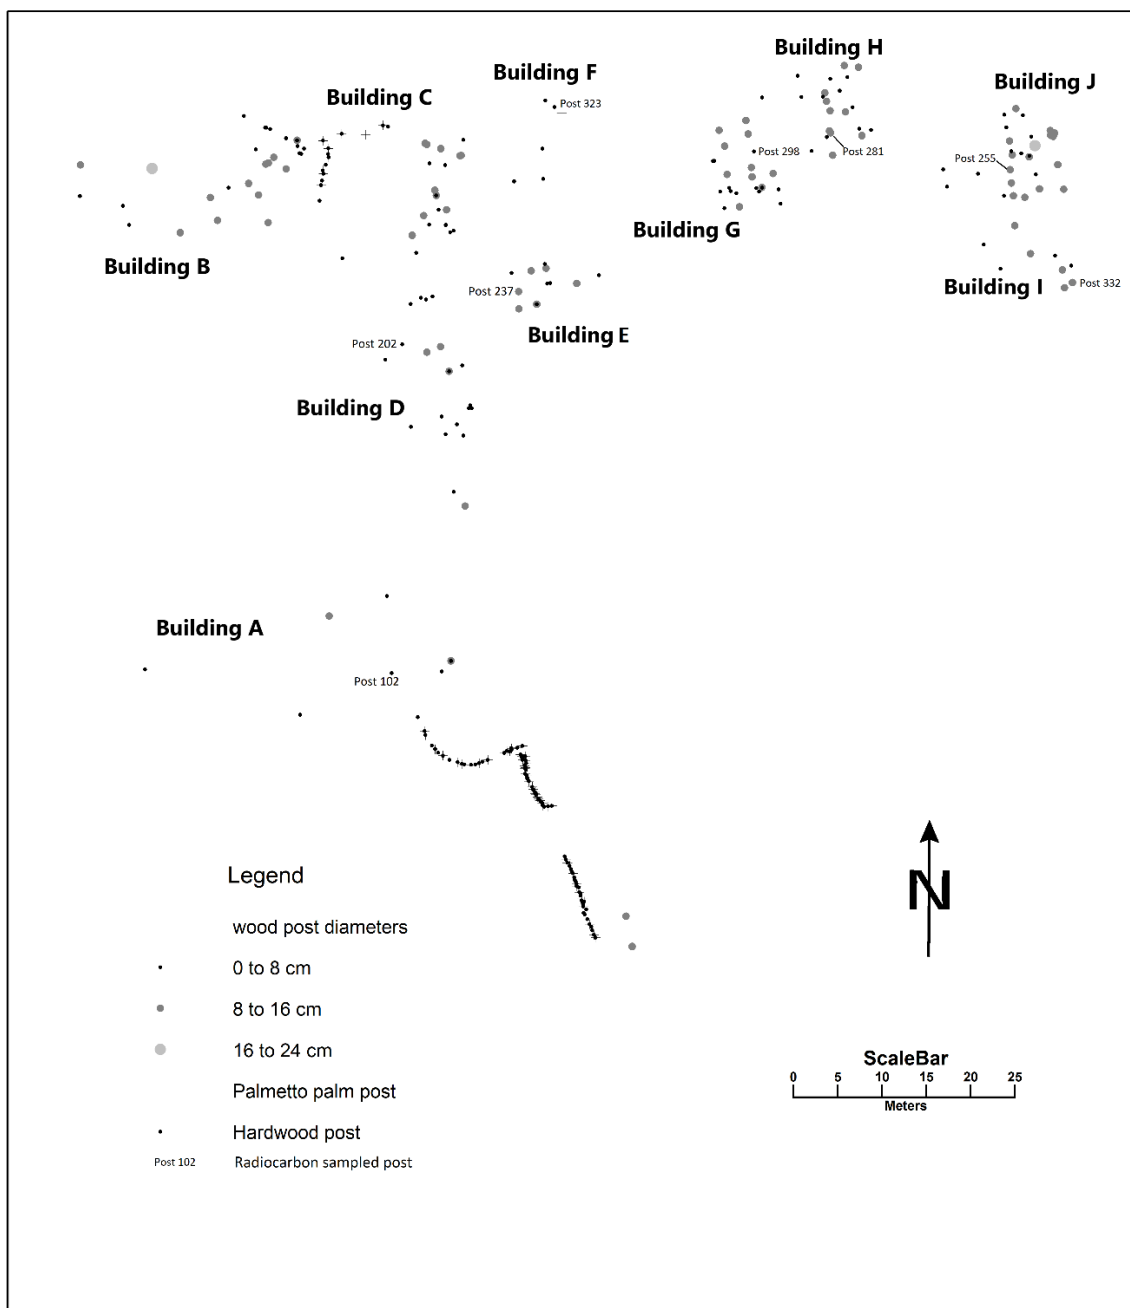 Building H
Building F
Building J
Building C
Post 323
Post 298
Post 281
Post 255
Building G
Building B
Building I
Post 332
Post 237
Building E
Post 202
Building D
Building A
Post 102
N
Legend
wood post diameters
0 to 8 cm
8 to 16 cm
16 to 24 cm
Palmetto palm post
Hardwood post
Post 102 Radiocarbon sampled post
ScaleBar
0 5 10 15 20 25
Meters